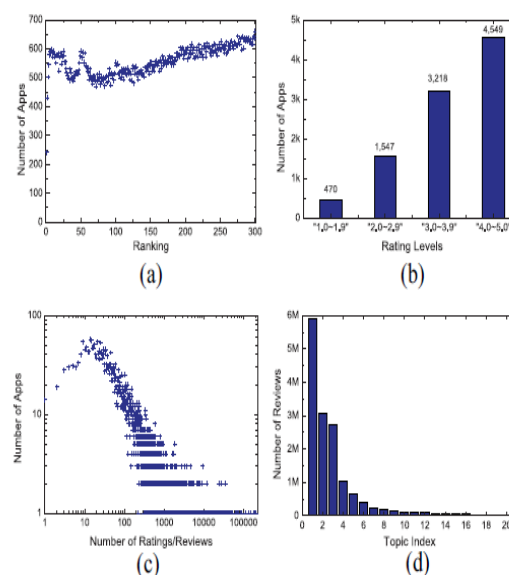 700
600
500
400
300
200
100
0
Number of Apps
0 50 100 150 200 250 300
Ranking
(a)
5k
4k
3k
2k
1k
0
Number of Apps
470
1,547
3,218
4,549
"1.0~1.9" "2.0~2.9" "3.0~3.9" "4.0~5.0"
Rating Levels
(b)
100
10
1
Number of Apps
1 10 100 1000 10000 100000
Number of Ratings/Reviews
(c)
6M
5M
4M
3M
2M
1M
0
Number of Reviews
0 2 4 6 8 10 12 14 16 18 20
Topic Index
(d)